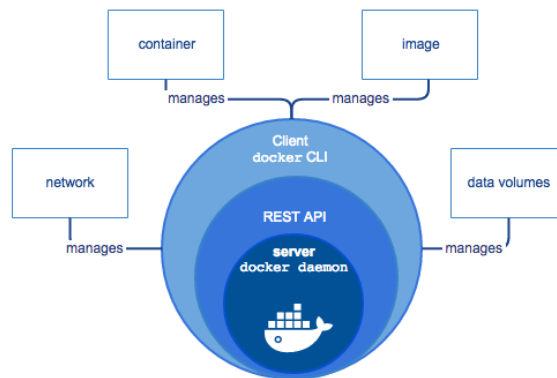 container
image
manages
manages
Client
docker CLI
network
data volumes
REST API
manages
manages
server
docker daemon